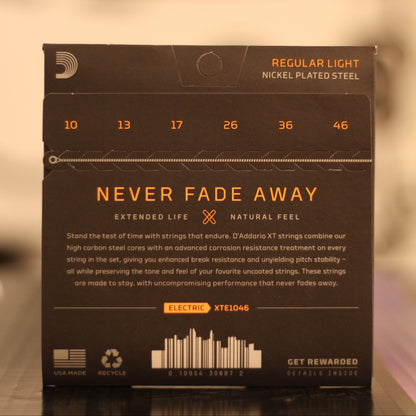 REGULAR LIGHT
NICKEL PLATED STEEL
10 13 17 26 36 46
NEVER FADE AWAY
EXTENDED LIFE NATURAL FEEL
Stand the test of time with strings that endure. D'Addario XT strings combine our
high carbon steel cores with an advanced corrosion resistance treatment on every
string in the set, giving you enhanced break resistance and unyielding pitch stability –
all while preserving the tone and feel of your favorite uncoated strings. These strings
are made to stay, with uncompromising performance that never fades away.
ELECTRIC XTE1046
USA MADE
RECYCLE
0 19954 30887 2
GET REWARDED
DETAILS INSIDE